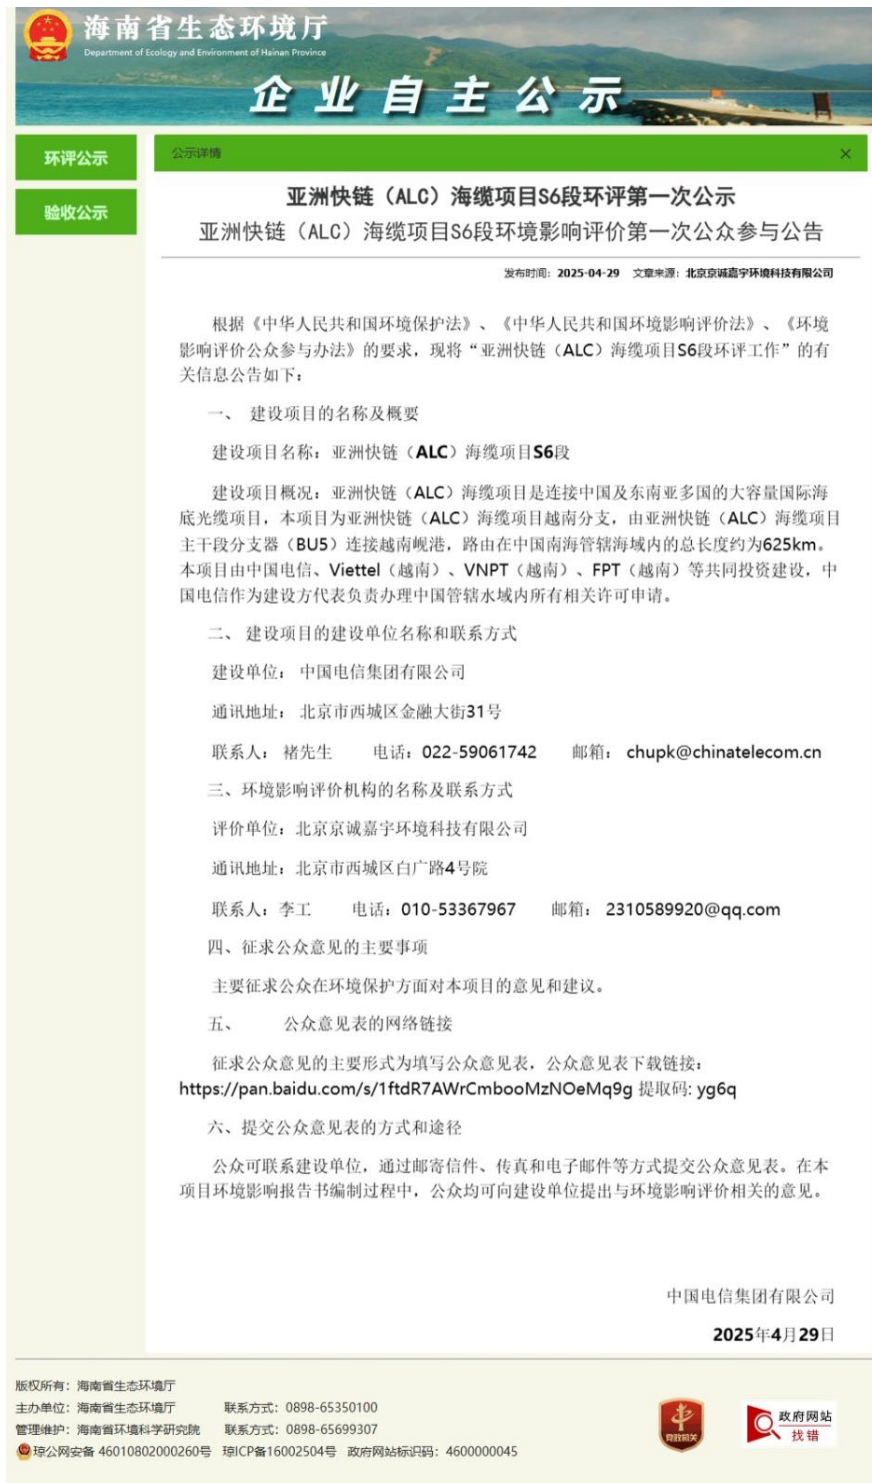 海南省生态环境厅
Department of Ecology and Environment of Hainan Province
企业自主公示
环评公示
验收公示
公示详情 ×
亚洲快链（ALC）海缆项目S6段环评第一次公示
亚洲快链（ALC）海缆项目S6段环境影响评价第一次公众参与公告
发布时间：2025-04-29 文章来源：北京京诚嘉宇环境科技有限公司
根据《中华人民共和国环境保护法》、《中华人民共和国环境影响评价法》、《环境
影响评价公众参与办法》的要求，现将“亚洲快链（ALC）海缆项目S6段环评工作”的有
关信息公告如下：
一、 建设项目的名称及概要
建设项目名称：亚洲快链（ALC）海缆项目S6段
建设项目概况：亚洲快链（ALC）海缆项目是连接中国及东南亚多国的大容量国际海
底光缆项目，本项目为亚洲快链（ALC）海缆项目越南分支，由亚洲快链（ALC）海缆项目
主干段分支器（BU5）连接越南岘港，路由在中国南海管辖海域内的总长度约为625km。
本项目由中国电信、Viettel（越南）、VNPT（越南）、FPT（越南）等共同投资建设，中
国电信作为建设方代表负责办理中国管辖水域内所有相关许可申请。
二、 建设项目的建设单位名称和联系方式
建设单位： 中国电信集团有限公司
通讯地址： 北京市西城区金融大街31号
联系人： 褚先生 电话：022-59061742 邮箱： chupk@chinatelecom.cn
三、环境影响评价机构的名称及联系方式
评价单位：北京京诚嘉宇环境科技有限公司
通讯地址：北京市西城区白广路4号院
联系人：李工 电话：010-53367967 邮箱： 2310589920@qq.com
四、征求公众意见的主要事项
主要征求公众在环境保护方面对本项目的意见和建议。
五、 公众意见表的网络链接
征求公众意见的主要形式为填写公众意见表，公众意见表下载链接：
https://pan.baidu.com/s/1ftdR7AWrCmbooMzNOeMq9g 提取码: yg6q
六、提交公众意见表的方式和途径
公众可联系建设单位，通过邮寄信件、传真和电子邮件等方式提交公众意见表。在本
项目环境影响报告书编制过程中，公众均可向建设单位提出与环境影响评价相关的意见。
中国电信集团有限公司
2025年4月29日
版权所有：海南省生态环境厅
主办单位：海南省生态环境厅 联系方式：0898-65350100
管理维护：海南省环境科学研究院 联系方式：0898-65699307
琼公网安备 46010802000260号 琼ICP备16002504号 政府网站标识码：4600000045
党政机关
政府网站
找错